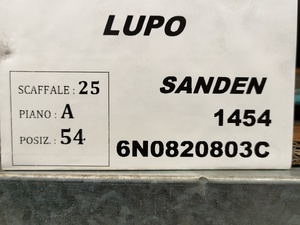 LUPO
SCAFFALE : 25
PIANO : A
POSIZ. : 54
SANDEN
1454
6N0820803C